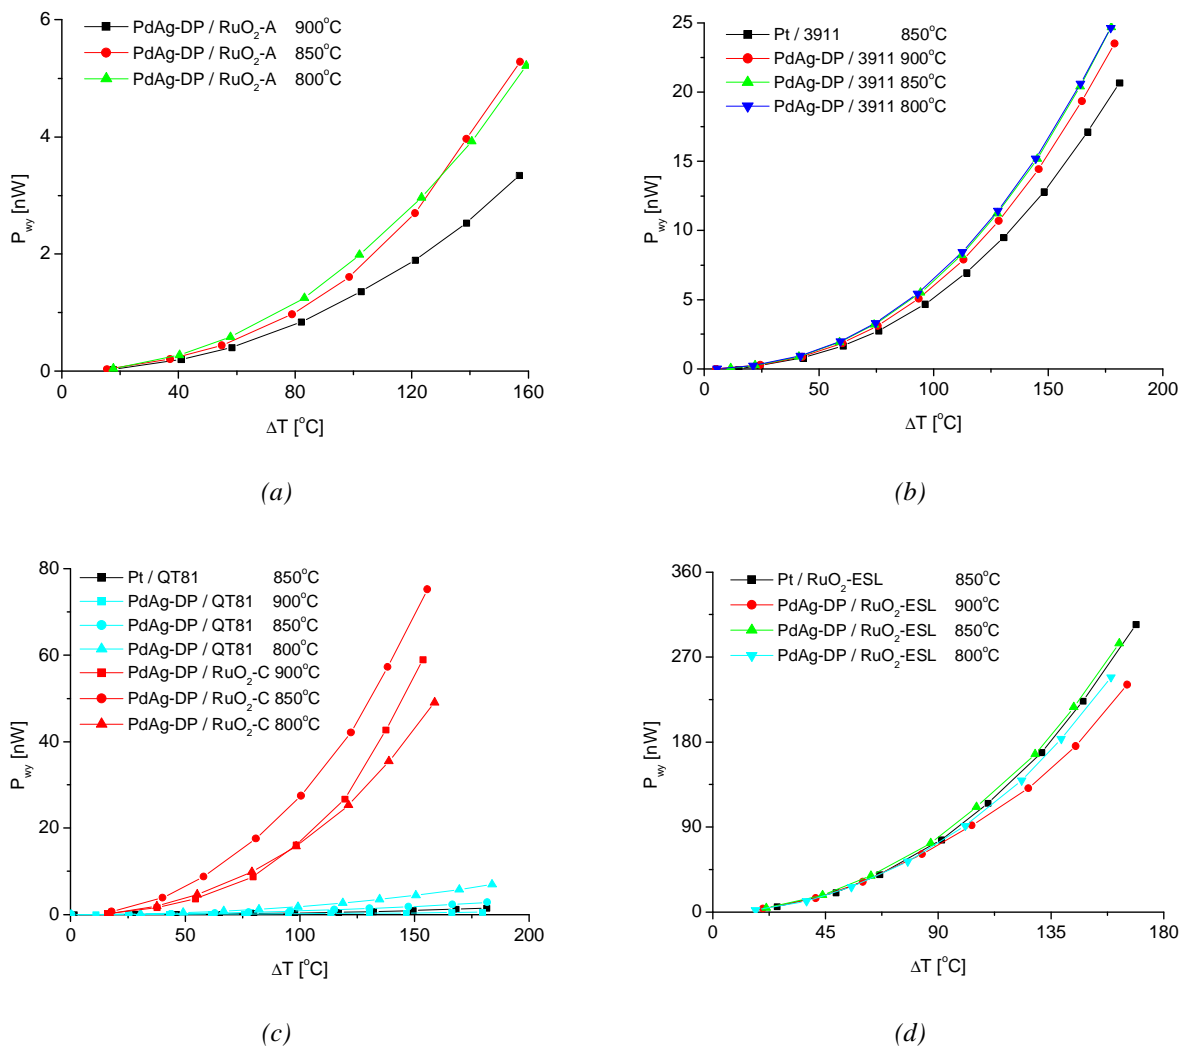 6
4
2
0
P_wy [nW]
PdAg-DP / RuO₂-A 900°C
PdAg-DP / RuO₂-A 850°C
PdAg-DP / RuO₂-A 800°C
0 40 80 120 160
ΔT [°C]
(a)
25
20
15
10
5
0
P_wy [nW]
Pt / 3911 850°C
PdAg-DP / 3911 900°C
PdAg-DP / 3911 850°C
PdAg-DP / 3911 800°C
0 50 100 150 200
ΔT [°C]
(b)
80
60
40
20
0
P_wy [nW]
Pt / QT81 850°C
PdAg-DP / QT81 900°C
PdAg-DP / QT81 850°C
PdAg-DP / QT81 800°C
PdAg-DP / RuO₂-C 900°C
PdAg-DP / RuO₂-C 850°C
PdAg-DP / RuO₂-C 800°C
0 50 100 150 200
ΔT [°C]
(c)
360
270
180
90
0
P_wy [nW]
Pt / RuO₂-ESL 850°C
PdAg-DP / RuO₂-ESL 900°C
PdAg-DP / RuO₂-ESL 850°C
PdAg-DP / RuO₂-ESL 800°C
0 45 90 135 180
ΔT [°C]
(d)